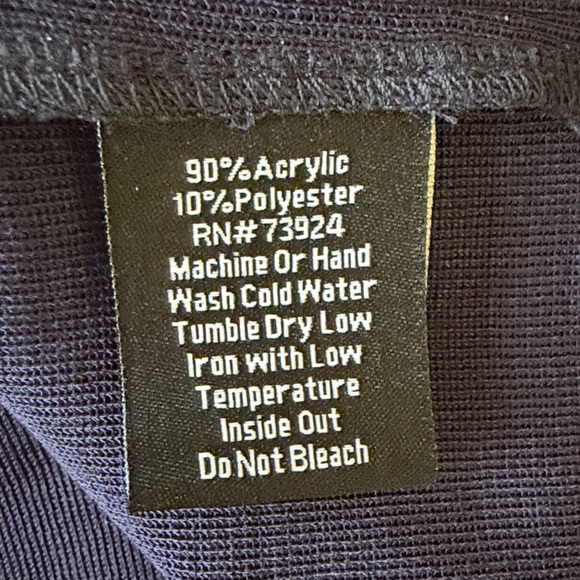 90%Acrylic
10%Polyester
RN# 73924
Machine Or Hand
Wash Cold Water
Tumble Dry Low
Iron with Low
Temperature
Inside Out
Do Not Bleach